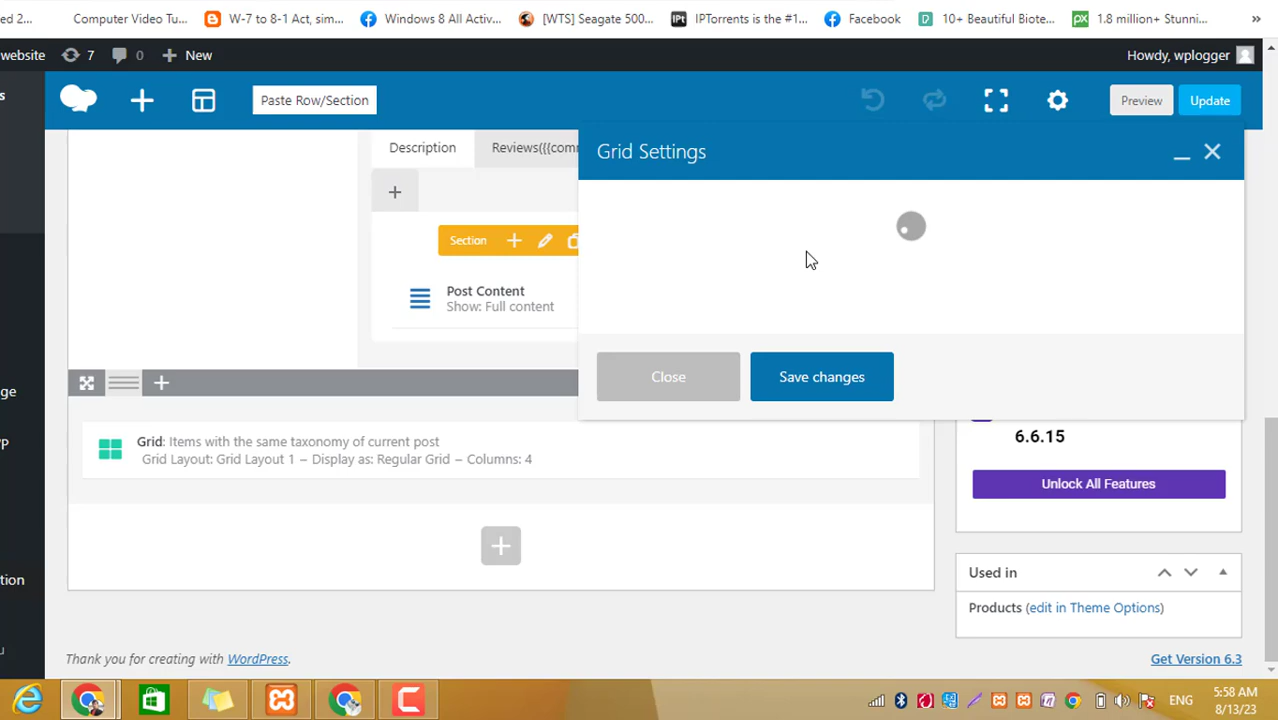 ed 2...
Computer Video Tu...
W-7 to 8-1 Act, sim...
Windows 8 All Activ...
[WTS] Seagate 500...
IPTorrents is the #1...
Facebook
10+ Beautiful Biote...
1.8 million+ Stunni...
»
website
7
0
New
Howdy, wplogger
Paste Row/Section
Preview
Update
Description
Reviews({{com
Grid Settings
Section
Post Content
Show: Full content
Close
Save changes
ge
Grid: Items with the same taxonomy of current post
Grid Layout: Grid Layout 1 – Display as: Regular Grid – Columns: 4
6.6.15
Unlock All Features
Used in
tion
Products (edit in Theme Options)
Thank you for creating with WordPress.
Get Version 6.3
ENG
5:58 AM
8/13/23